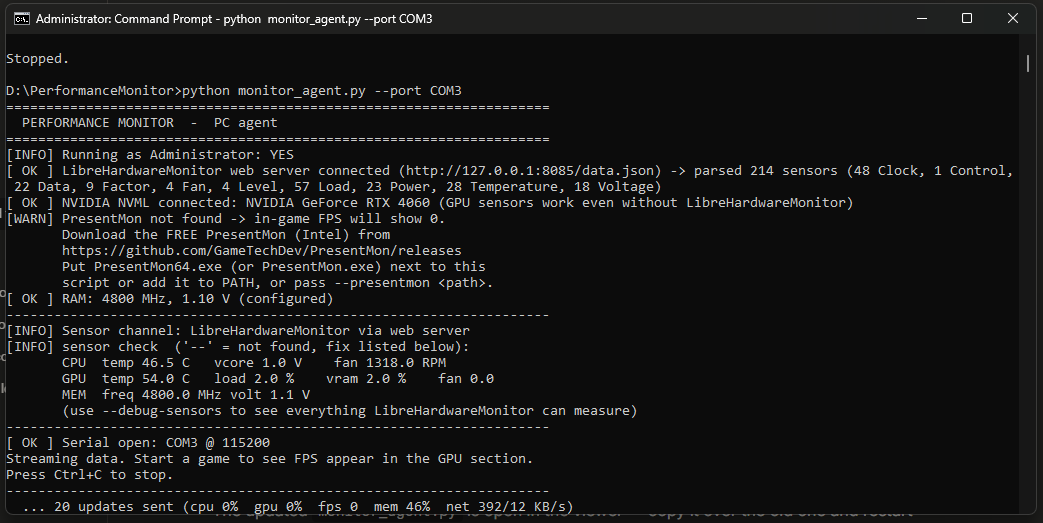 Administrator: Command Prompt - python  monitor_agent.py --port COM3
Stopped.
D:\PerformanceMonitor>python monitor_agent.py --port COM3
====================================================================
  PERFORMANCE MONITOR  -  PC agent
====================================================================
[INFO] Running as Administrator: YES
[ OK ] LibreHardwareMonitor web server connected (http://127.0.0.1:8085/data.json) -> parsed 214 sensors (48 Clock, 1 Control,
 22 Data, 9 Factor, 4 Fan, 4 Level, 57 Load, 23 Power, 28 Temperature, 18 Voltage)
[ OK ] NVIDIA NVML connected: NVIDIA GeForce RTX 4060 (GPU sensors work even without LibreHardwareMonitor)
[WARN] PresentMon not found -> in-game FPS will show 0.
       Download the FREE PresentMon (Intel) from
       https://github.com/GameTechDev/PresentMon/releases
       Put PresentMon64.exe (or PresentMon.exe) next to this
       script or add it to PATH, or pass --presentmon <path>.
[ OK ] RAM: 4800 MHz, 1.10 V (configured)
--------------------------------------------------------------------
[INFO] Sensor channel: LibreHardwareMonitor via web server
[INFO] sensor check  ('--' = not found, fix listed below):
       CPU  temp 46.5 C   vcore 1.0 V    fan 1318.0 RPM
       GPU  temp 54.0 C   load 2.0 %    vram 2.0 %    fan 0.0
       MEM  freq 4800.0 MHz volt 1.1 V
       (use --debug-sensors to see everything LibreHardwareMonitor can measure)
--------------------------------------------------------------------
[ OK ] Serial open: COM3 @ 115200
Streaming data. Start a game to see FPS appear in the GPU section.
Press Ctrl+C to stop.
--------------------------------------------------------------------
  ... 20 updates sent (cpu 0%  gpu 0%  fps 0  mem 46%  net 392/12 KB/s)